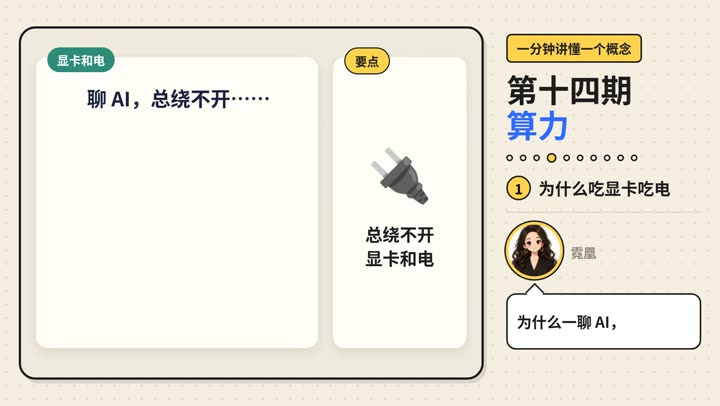 显卡和电
聊 AI，总绕不开……
要点
总绕不开
显卡和电
一分钟讲懂一个概念
第十四期
算力
1 为什么吃显卡吃电
霓凰
为什么一聊 AI，